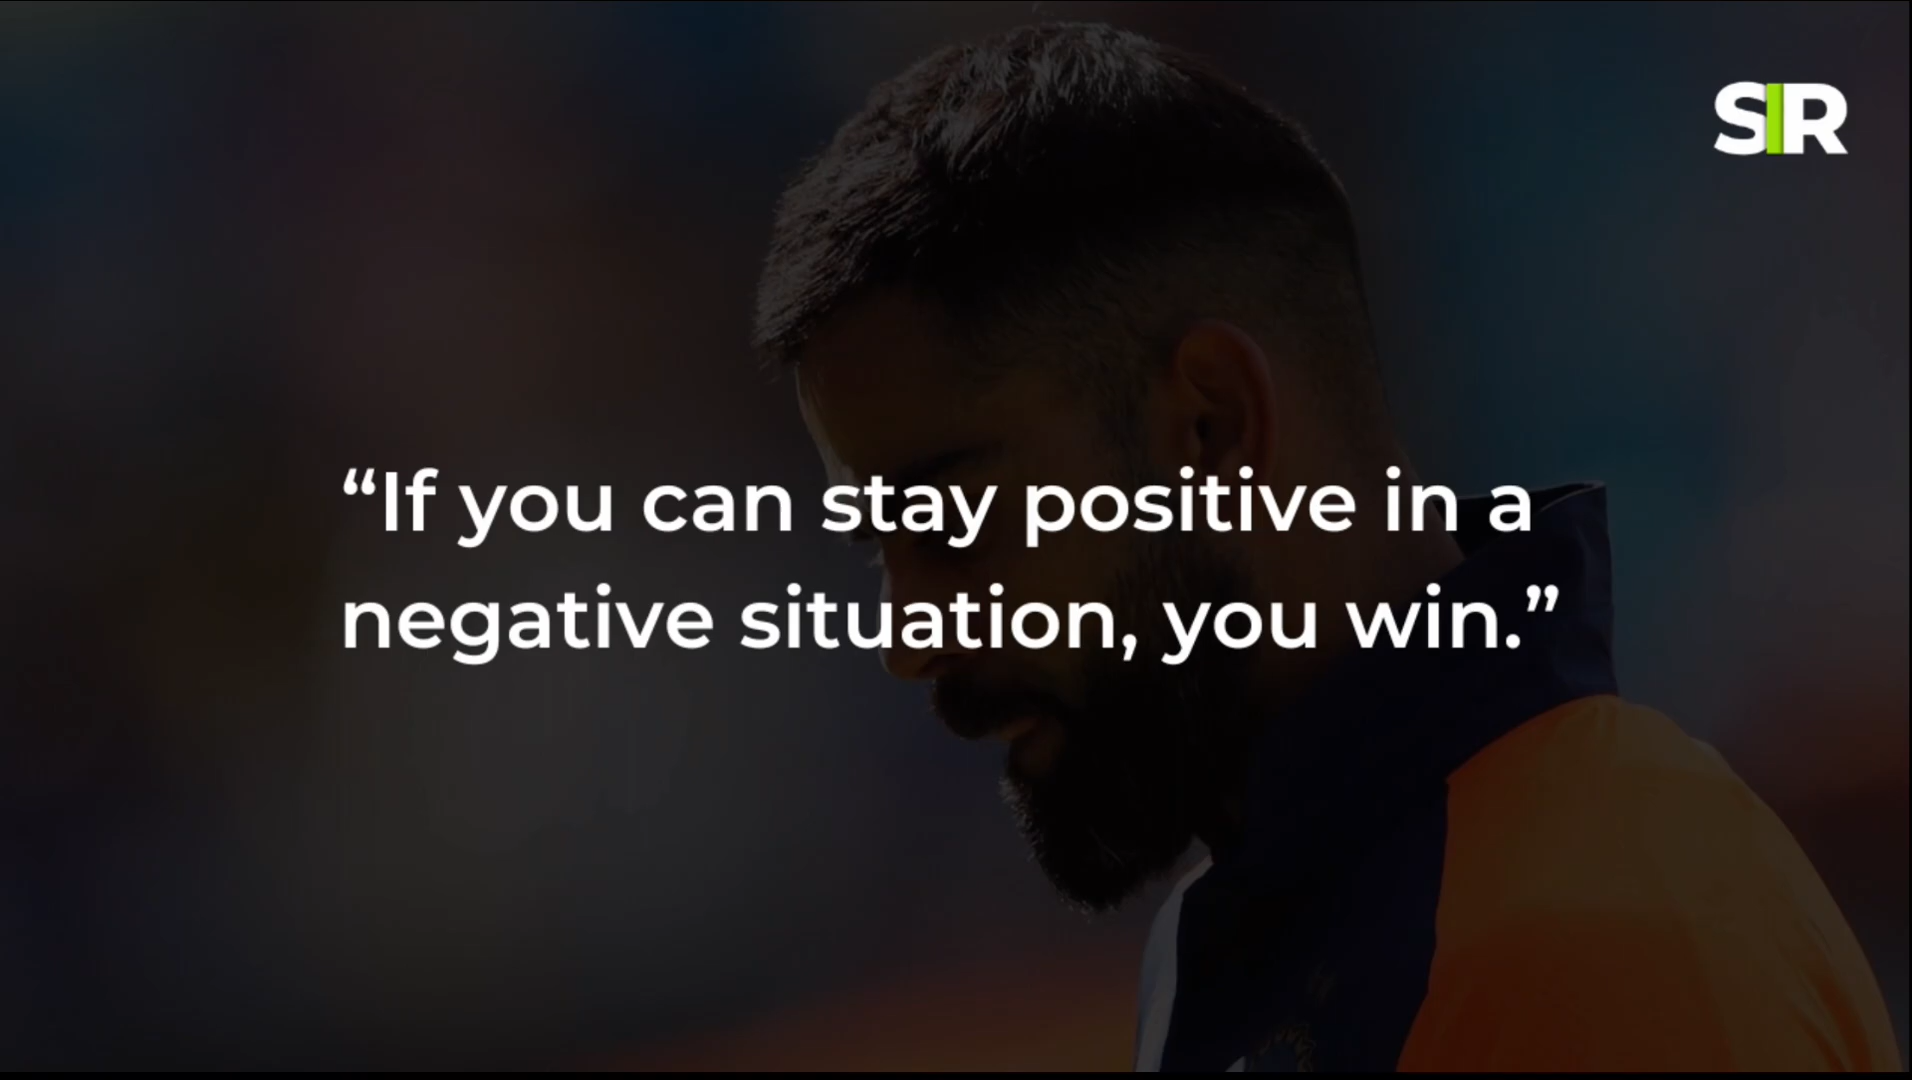 SIR
“If you can stay positive in a
negative situation, you win.”